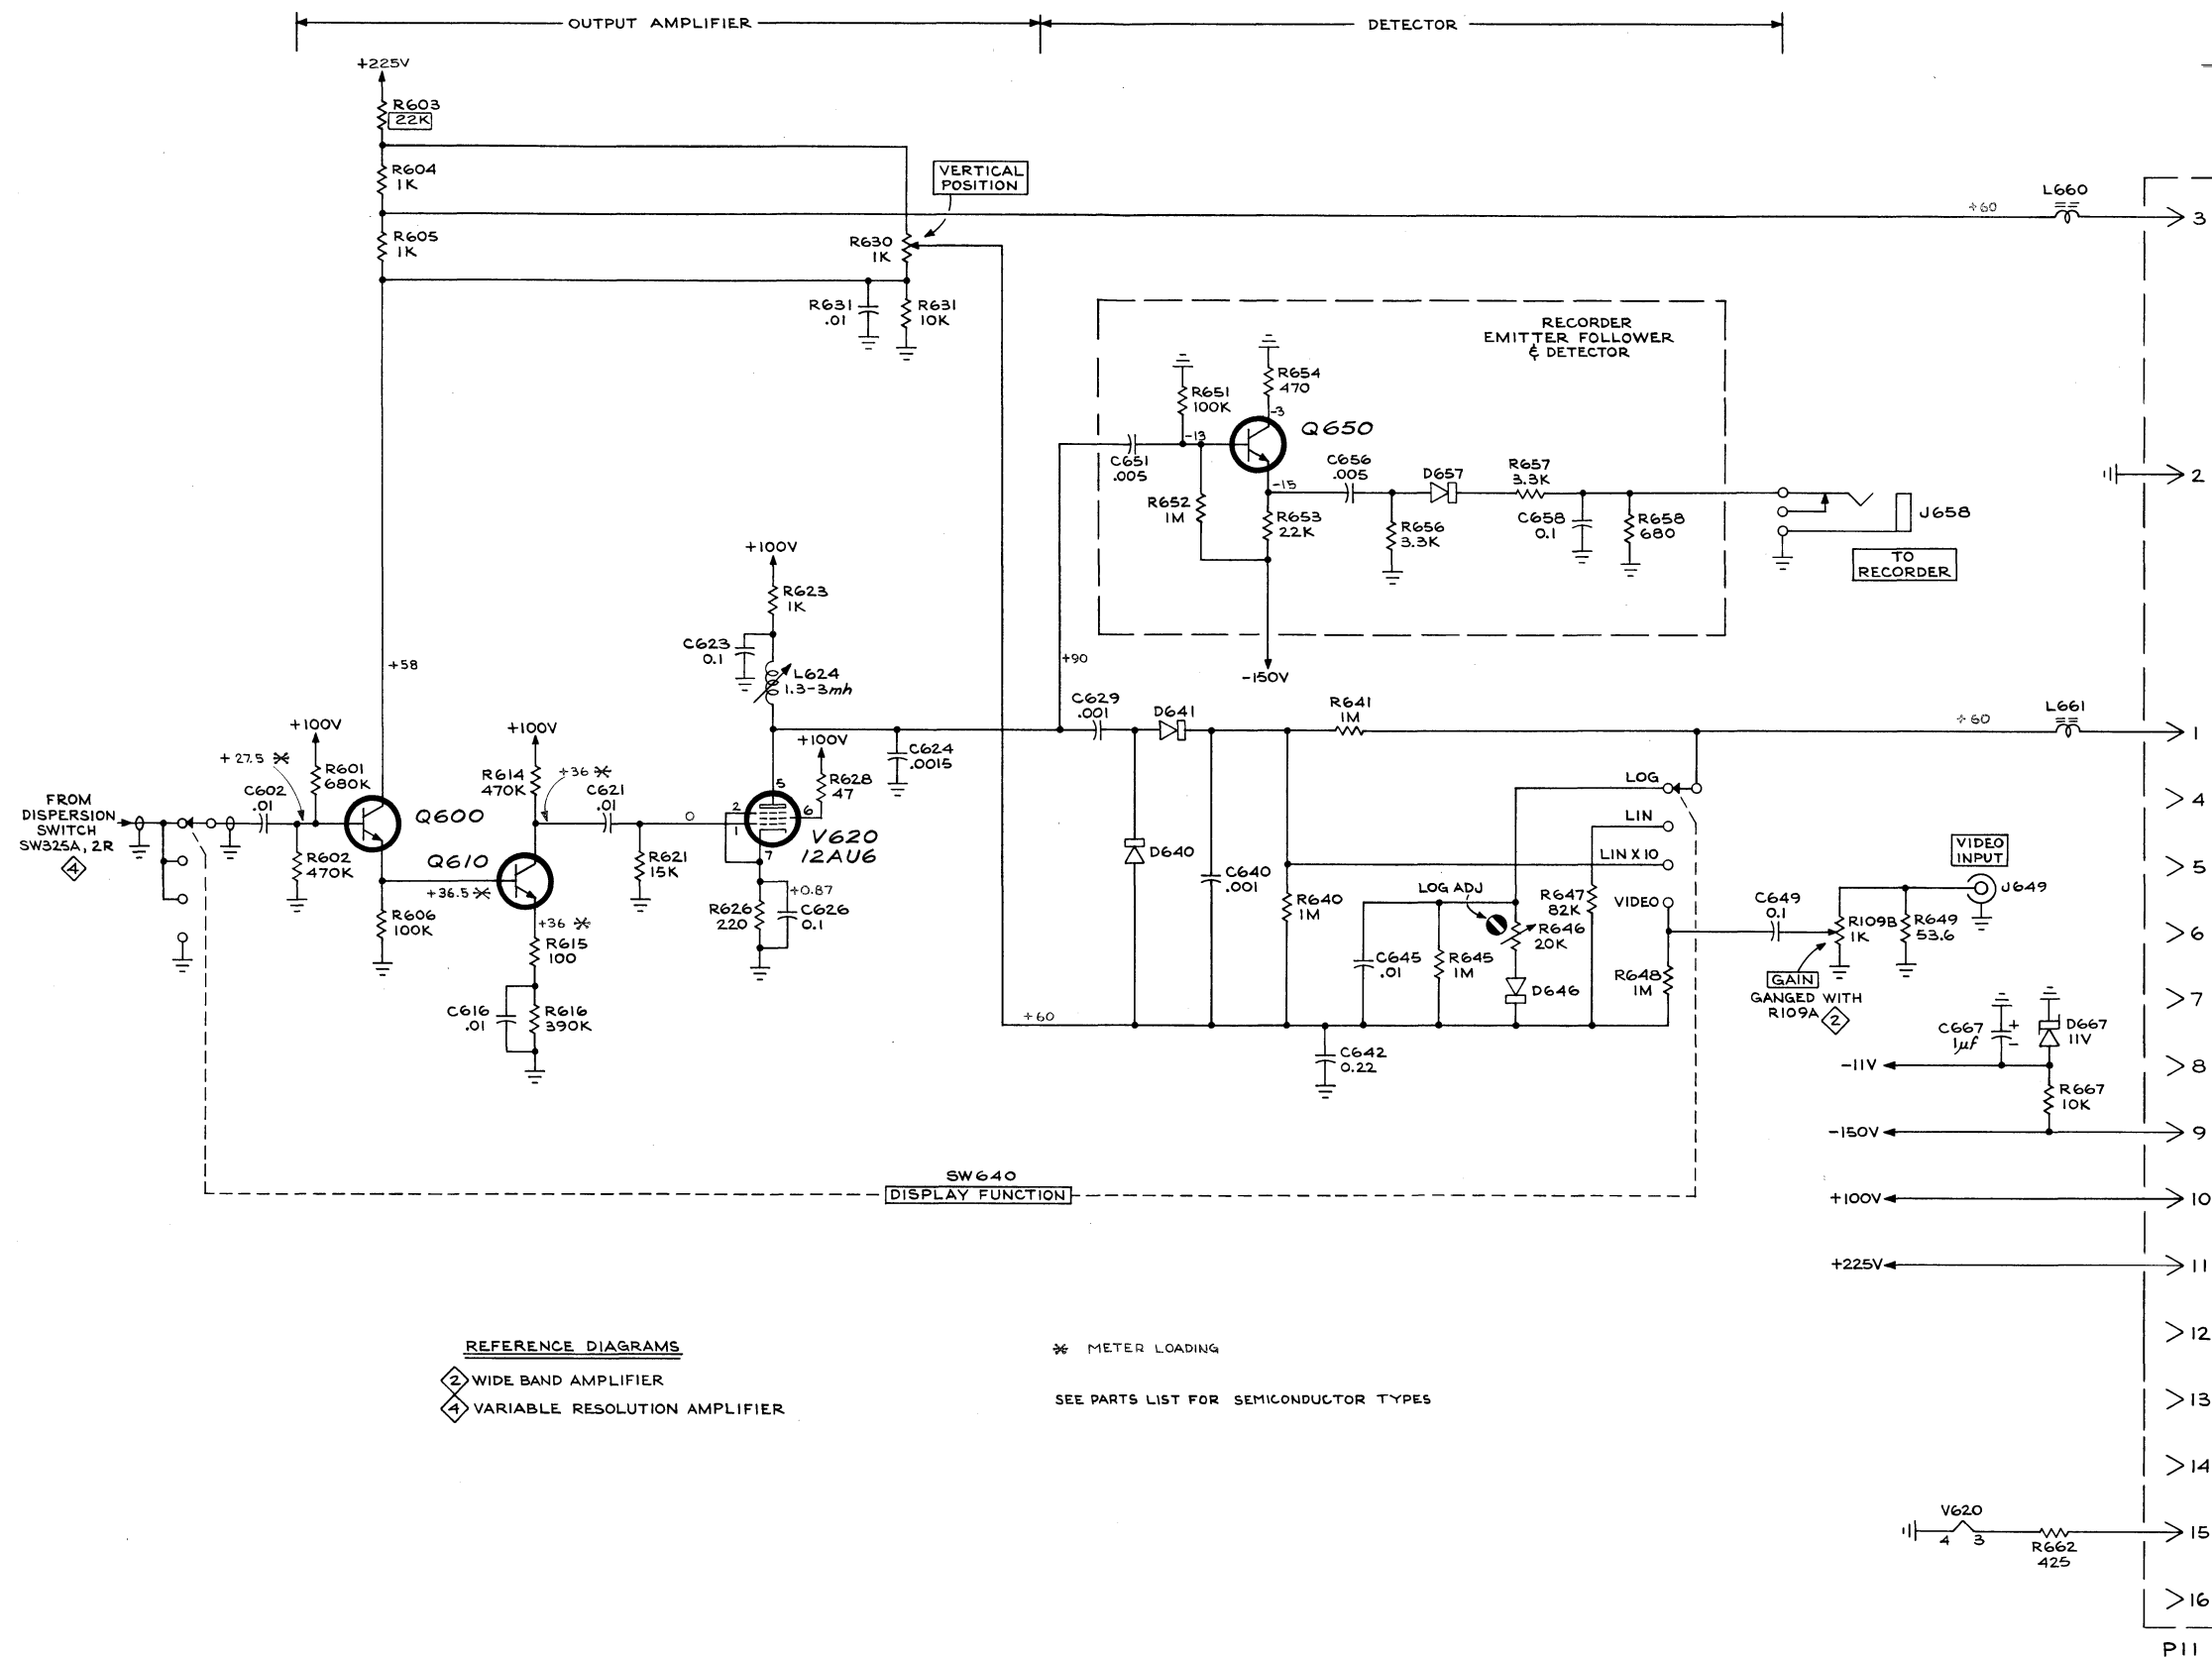 OUTPUT AMPLIFIER
DETECTOR
+225V
R603
22K
R604
1K
R605
1K
VERTICAL
POSITION
R630
1K
R631
.01
R631
10K
+60
L660
3
RECORDER
EMITTER FOLLOWER
& DETECTOR
R654
470
R651
100K
-3
-13
Q650
C651
.005
R652
1M
-15
R653
22K
C656
.005
D657
R657
3.3K
R656
3.3K
C658
0.1
R658
680
J658
TO
RECORDER
2
-150V
+90
+58
+100V
R623
1K
C623
0.1
L624
1.3-3mh
C629
.001
D641
R641
1M
+60
L661
1
+100V
+27.5 *
R601
680K
C602
.01
FROM
DISPERSION
SWITCH
SW325A, 2R
4
R602
470K
Q600
R606
100K
+100V
R614
470K
+36 *
C621
.01
Q610
+36.5 *
+36 *
R615
100
C616
.01
R616
390K
R621
15K
0
5
2
1
6
7
V620
12AU6
+100V
R628
47
C624
.0015
+0.87
R626
220
C626
0.1
D640
C640
.001
R640
1M
LOG
LIN
LIN X 10
VIDEO
LOG ADJ
R646
20K
C645
.01
R645
1M
D646
R647
82K
R648
1M
C649
0.1
R109B
1K
R649
53.6
VIDEO
INPUT
J649
GAIN
GANGED WITH
R109A
2
+60
C642
0.22
C667
1µf
+
-
D667
11V
-11V
R667
10K
-150V
+100V
+225V
4
5
6
7
8
9
10
11
12
13
14
15
16
P11
SW640
DISPLAY FUNCTION
REFERENCE DIAGRAMS
2 WIDE BAND AMPLIFIER
4 VARIABLE RESOLUTION AMPLIFIER
* METER LOADING
SEE PARTS LIST FOR SEMICONDUCTOR TYPES
V620
4
3
R662
425